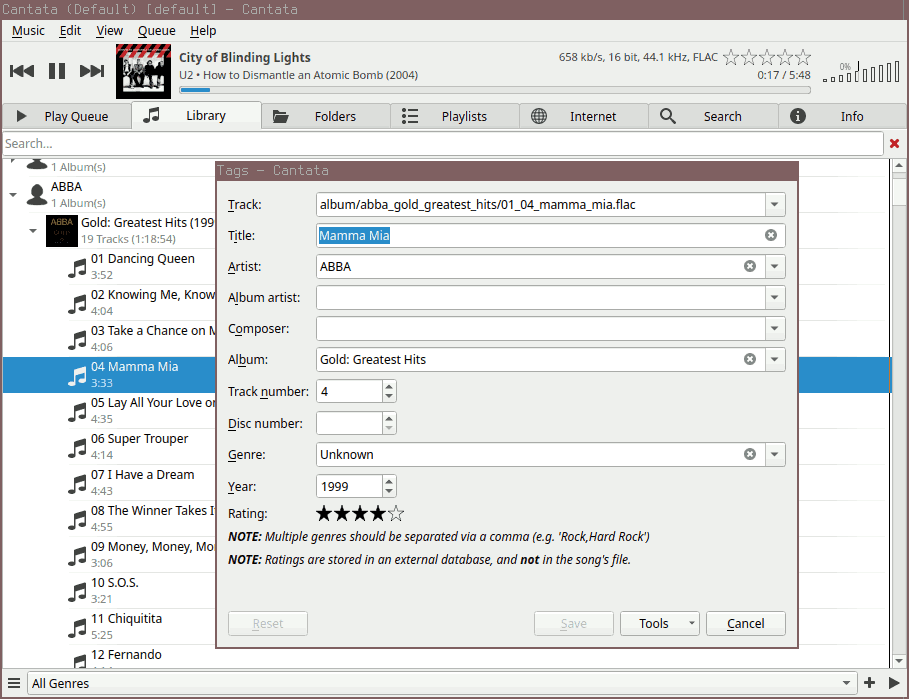 Cantata (Default) [default] - Cantata
Music Edit View Queue Help
City of Blinding Lights
U2 • How to Dismantle an Atomic Bomb (2004)
658 kb/s, 16 bit, 44.1 kHz, FLAC
0:17 / 5:48
0%
Play Queue Library Folders Playlists Internet Search Info
Search...
1 Album(s)
ABBA
1 Album(s)
ABBA
Gold: Greatest Hits (199
19 Tracks (1:18:54)
01 Dancing Queen
3:52
02 Knowing Me, Know
4:04
03 Take a Chance on M
4:06
04 Mamma Mia
3:33
05 Lay All Your Love or
4:35
06 Super Trouper
4:14
07 I Have a Dream
4:43
08 The Winner Takes I
4:55
09 Money, Money, Mo
3:06
10 S.O.S.
3:21
11 Chiquitita
5:25
12 Fernando
Tags - Cantata
Track: album/abba_gold_greatest_hits/01_04_mamma_mia.flac
Title: Mamma Mia
Artist: ABBA
Album artist:
Composer:
Album: Gold: Greatest Hits
Track number: 4
Disc number:
Genre: Unknown
Year: 1999
Rating:
NOTE: Multiple genres should be separated via a comma (e.g. 'Rock,Hard Rock')
NOTE: Ratings are stored in an external database, and not in the song's file.
Reset Save Tools Cancel
All Genres